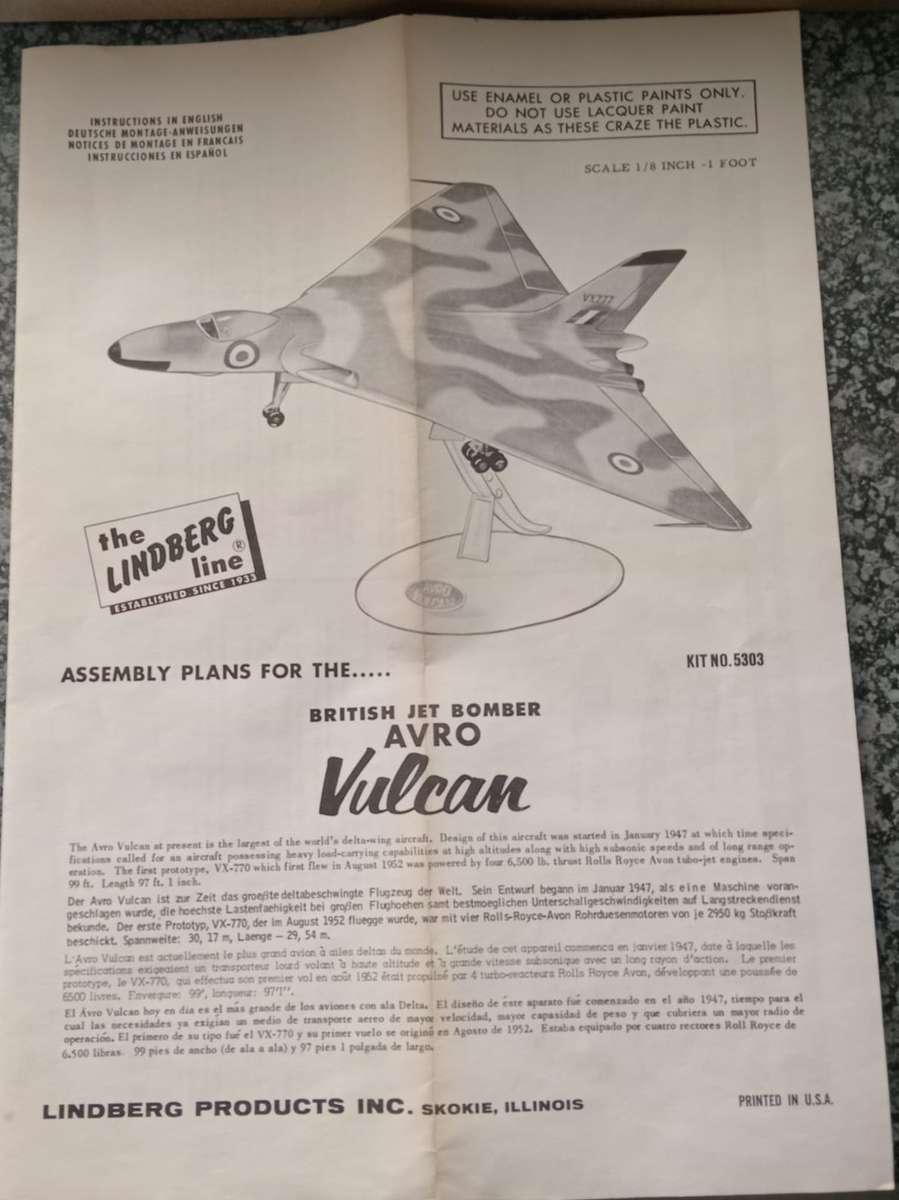 INSTRUCTIONS IN ENGLISH
DEUTSCHE MONTAGE-ANWEISUNGEN
NOTICES DE MONTAGE EN FRANCAIS
INSTRUCCIONES EN ESPAÑOL
USE ENAMEL OR PLASTIC PAINTS ONLY.
DO NOT USE LACQUER PAINT
MATERIALS AS THESE CRAZE THE PLASTIC.
SCALE 1/8 INCH -1 FOOT
VX777
the
LINDBERG®
line
ESTABLISHED SINCE 1933
AVRO
VULCAN
ASSEMBLY PLANS FOR THE.....
KIT NO. 5303
BRITISH JET BOMBER
AVRO
Vulcan
The Avro Vulcan at present is the largest of the world's delta-wing aircraft. Design of this aircraft was started in January 1947 at which time speci-
fications called for an aircraft possessing heavy load-carrying capabilities at high altitudes along with high subsonic speeds and of long range op-
eration. The first prototype, VX-770 which first flew in August 1952 was powered by four 6,500 lb. thrust Rolls Royce Avon tubo-jet engines. Span
99 ft. Length 97 ft. 1 inch.
Der Avro Vulcan ist zur Zeit das groeßte deltabeschwingte Flugzeug der Welt. Sein Entwurf begann im Januar 1947, als eine Maschine voran-
geschlagen wurde, die hoechste Lastenfaehigkeit bei großen Flughoehen samt bestmoeglichen Unterschallgeschwindigkeiten auf Langstreckendienst
bekunde. Der erste Prototyp, VX-770, der im August 1952 fluegge wurde, war mit vier Rolls-Royce-Avon Rohrduesenmotoren von je 2950 kg Stoßkraft
beschickt. Spannweite: 30, 17 m, Laenge – 29, 54 m.
L'Avro Vulcan est actuellement le plus grand avion à ailes deltas du monde. L'étude de cet appareil commenca en janvier 1947, date à laquelle les
spécifications exigeaient un transporteur lourd volant à haute altitude et à grande vitesse subsonique avec un long rayon d'action. Le premier
prototype, le VX-770, qui effectua son premier vol en août 1952 était propulsé par 4 turbo-reacteurs Rolls Royce Avon, développant une poussée de
6500 livres. Envergure: 99', longueur: 97'1".
El Avro Vulcan hoy en dia es el más grande de los aviones con ala Delta. El diseño de éste aparato fué comenzado en el año 1947, tiempo para el
cual las necesidades ya exigian un medio de transporte aereo de mayor velocidad, mayor capasidad de peso y que cubriera un mayor radio de
operación. El primero de su tipo fué el VX-770 y su primer vuelo se originó en Agosto de 1952. Estaba equipado por cuatro rectores Roll Royce de
6.500 libras. 99 pies de ancho (de ala a ala) y 97 pies 1 pulgada de largo.
LINDBERG PRODUCTS INC. SKOKIE, ILLINOIS
PRINTED IN U.S.A.